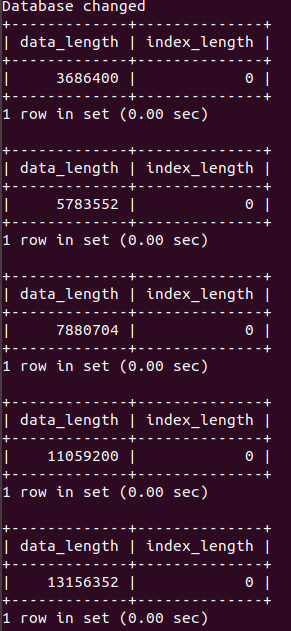 Database changed
+-------------+--------------+
| data_length | index_length |
+-------------+--------------+
|     3686400 |            0 |
+-------------+--------------+
1 row in set (0.00 sec)

+-------------+--------------+
| data_length | index_length |
+-------------+--------------+
|     5783552 |            0 |
+-------------+--------------+
1 row in set (0.00 sec)

+-------------+--------------+
| data_length | index_length |
+-------------+--------------+
|     7880704 |            0 |
+-------------+--------------+
1 row in set (0.00 sec)

+-------------+--------------+
| data_length | index_length |
+-------------+--------------+
|    11059200 |            0 |
+-------------+--------------+
1 row in set (0.00 sec)

+-------------+--------------+
| data_length | index_length |
+-------------+--------------+
|    13156352 |            0 |
+-------------+--------------+
1 row in set (0.00 sec)